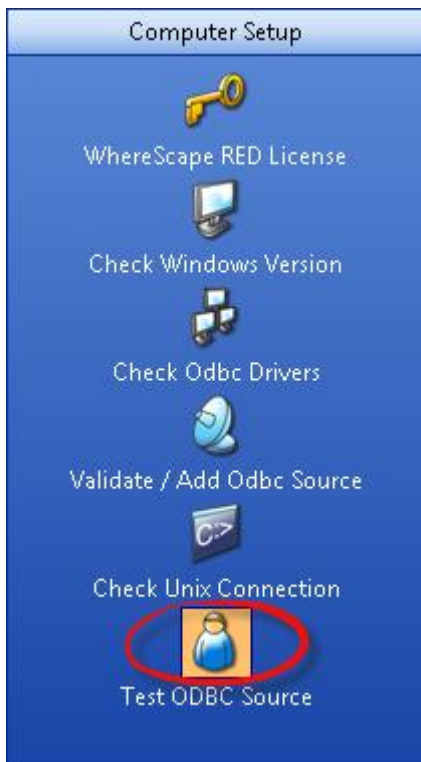 Computer Setup
WhereScape RED License
Check Windows Version
Check Odbc Drivers
Validate / Add Odbc Source
C:>
Check Unix Connection
Test ODBC Source